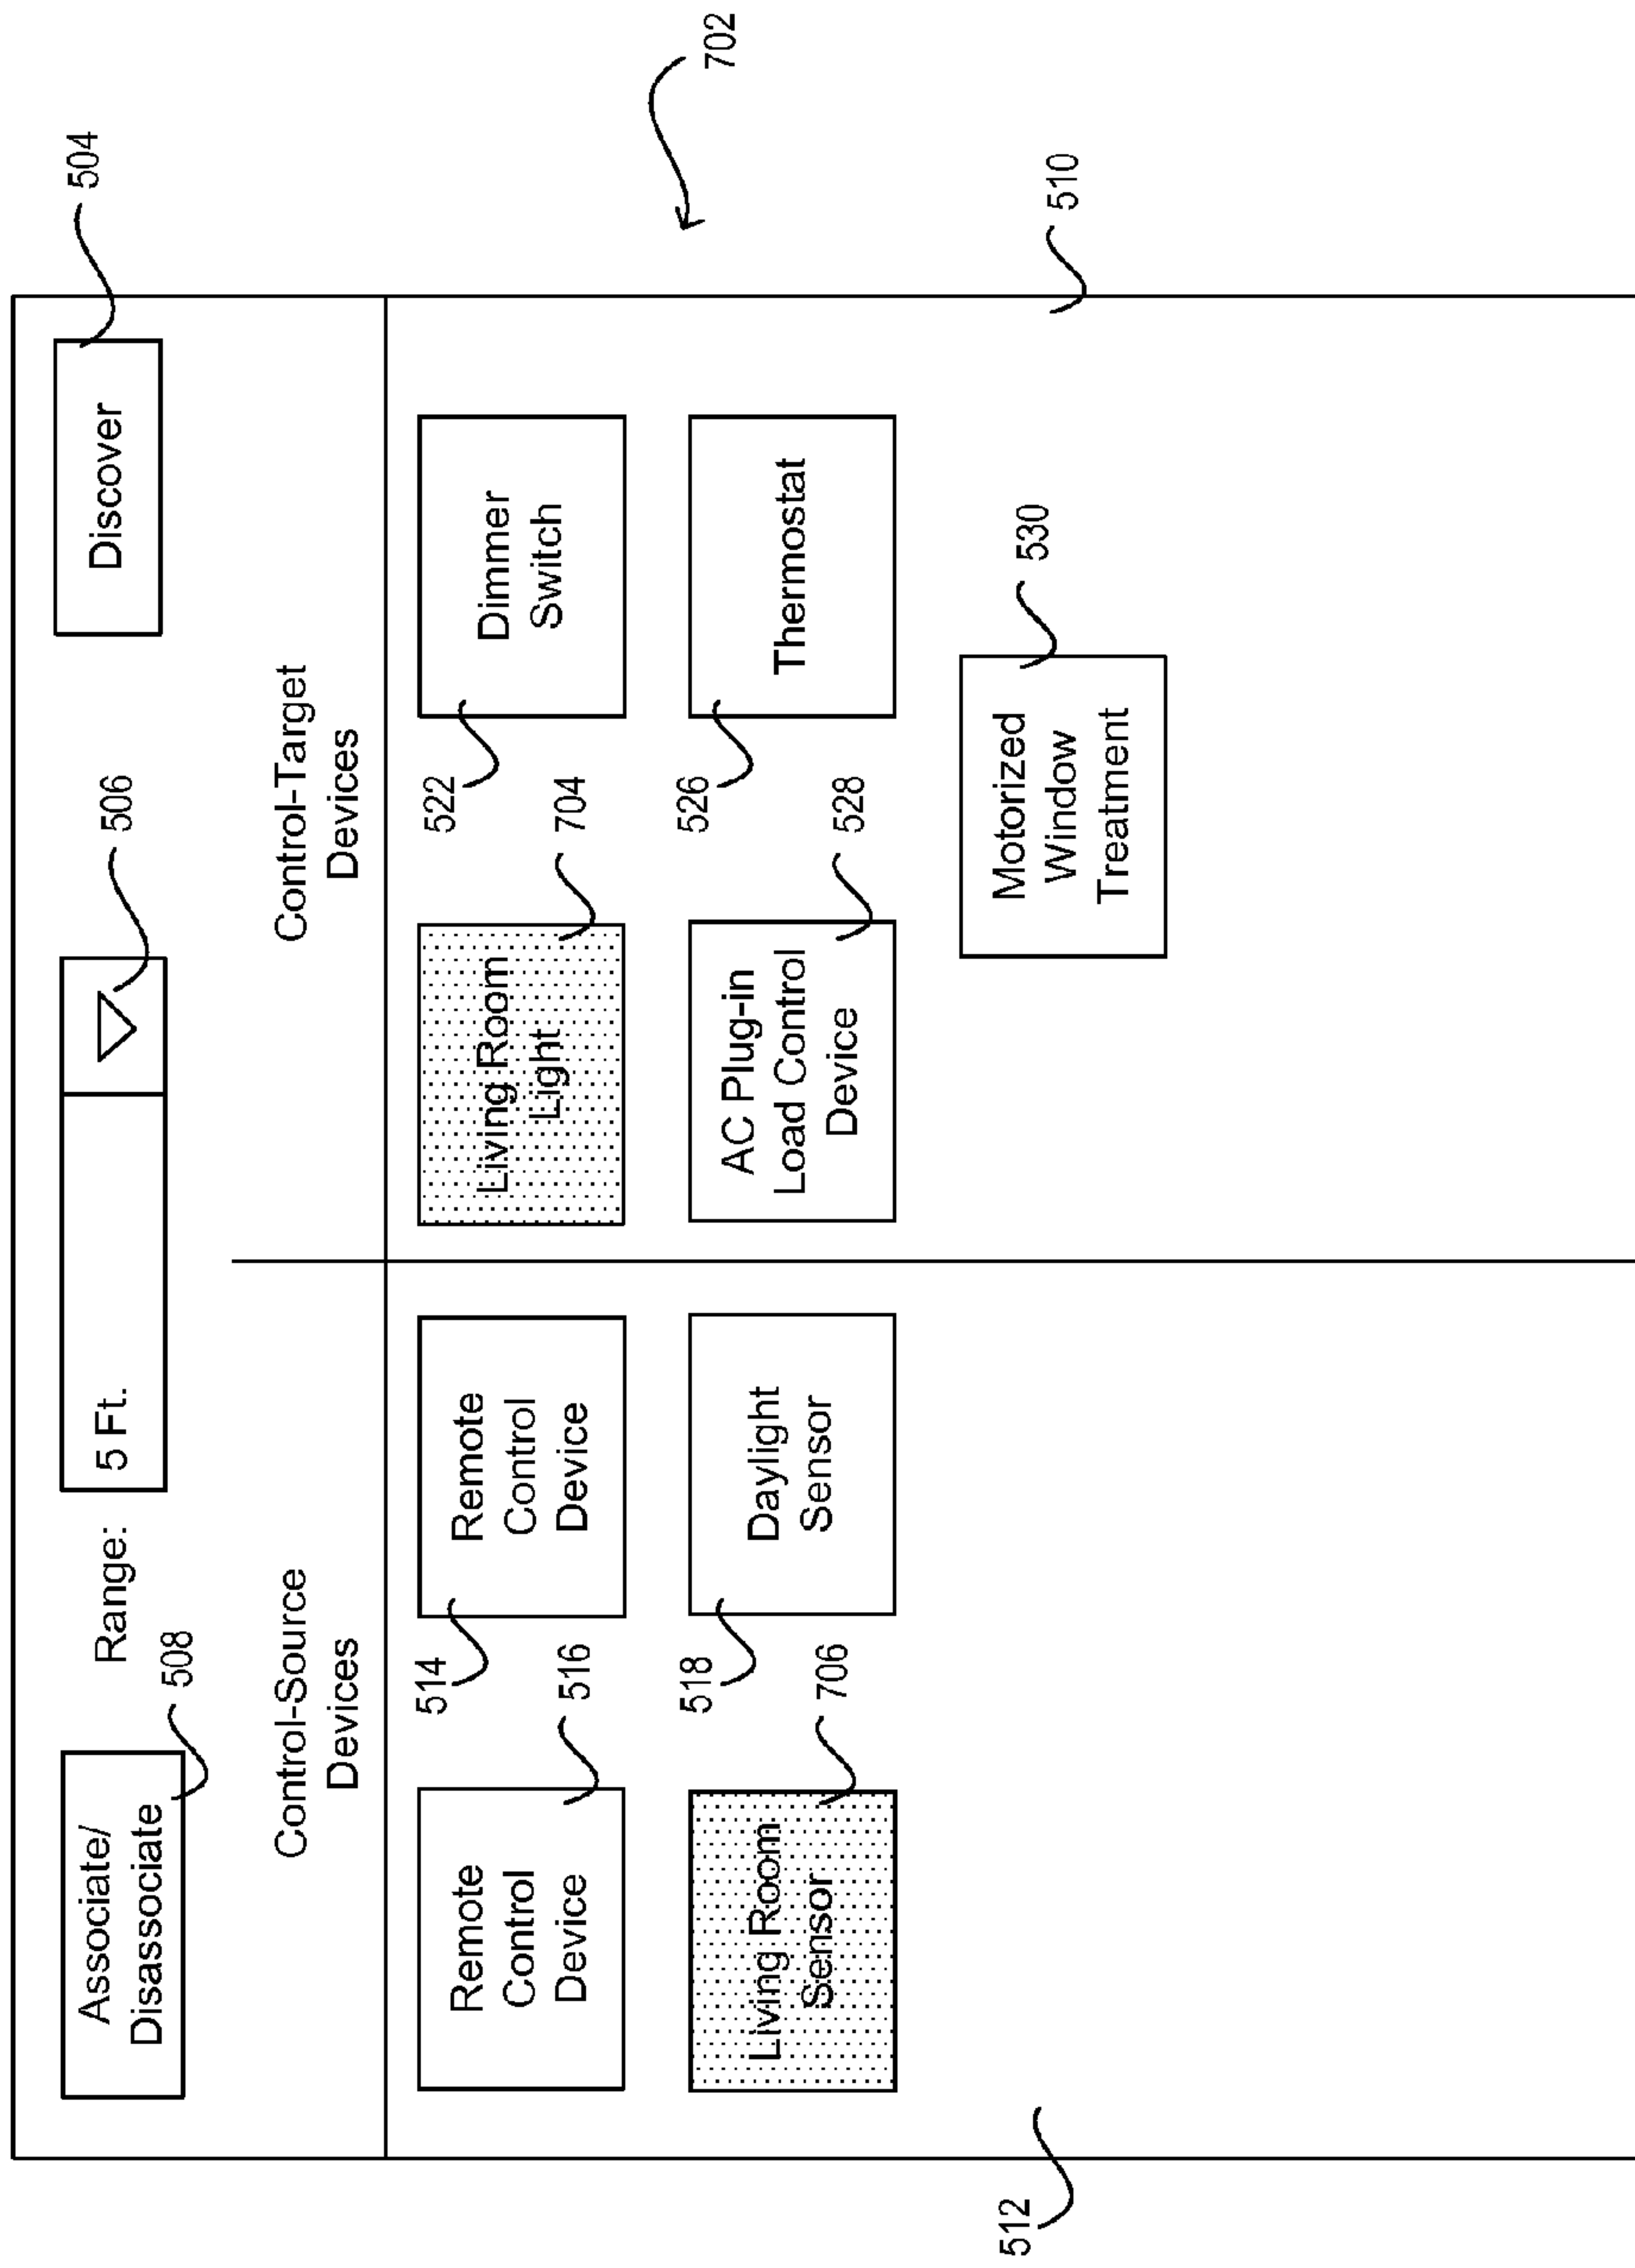 702
504
506
508
Associate/
Disassociate
Range:
5 Ft.
Discover
Control-Source
Devices
Control-Target
Devices
514
516
522
704
Remote
Control
Device
Remote
Control
Device
Living Room
Light
Dimmer
Switch
518
706
526
528
Living Room
Sensor
Daylight
Sensor
AC Plug-in
Load Control
Device
Thermostat
530
Motorized
Window
Treatment
512
510